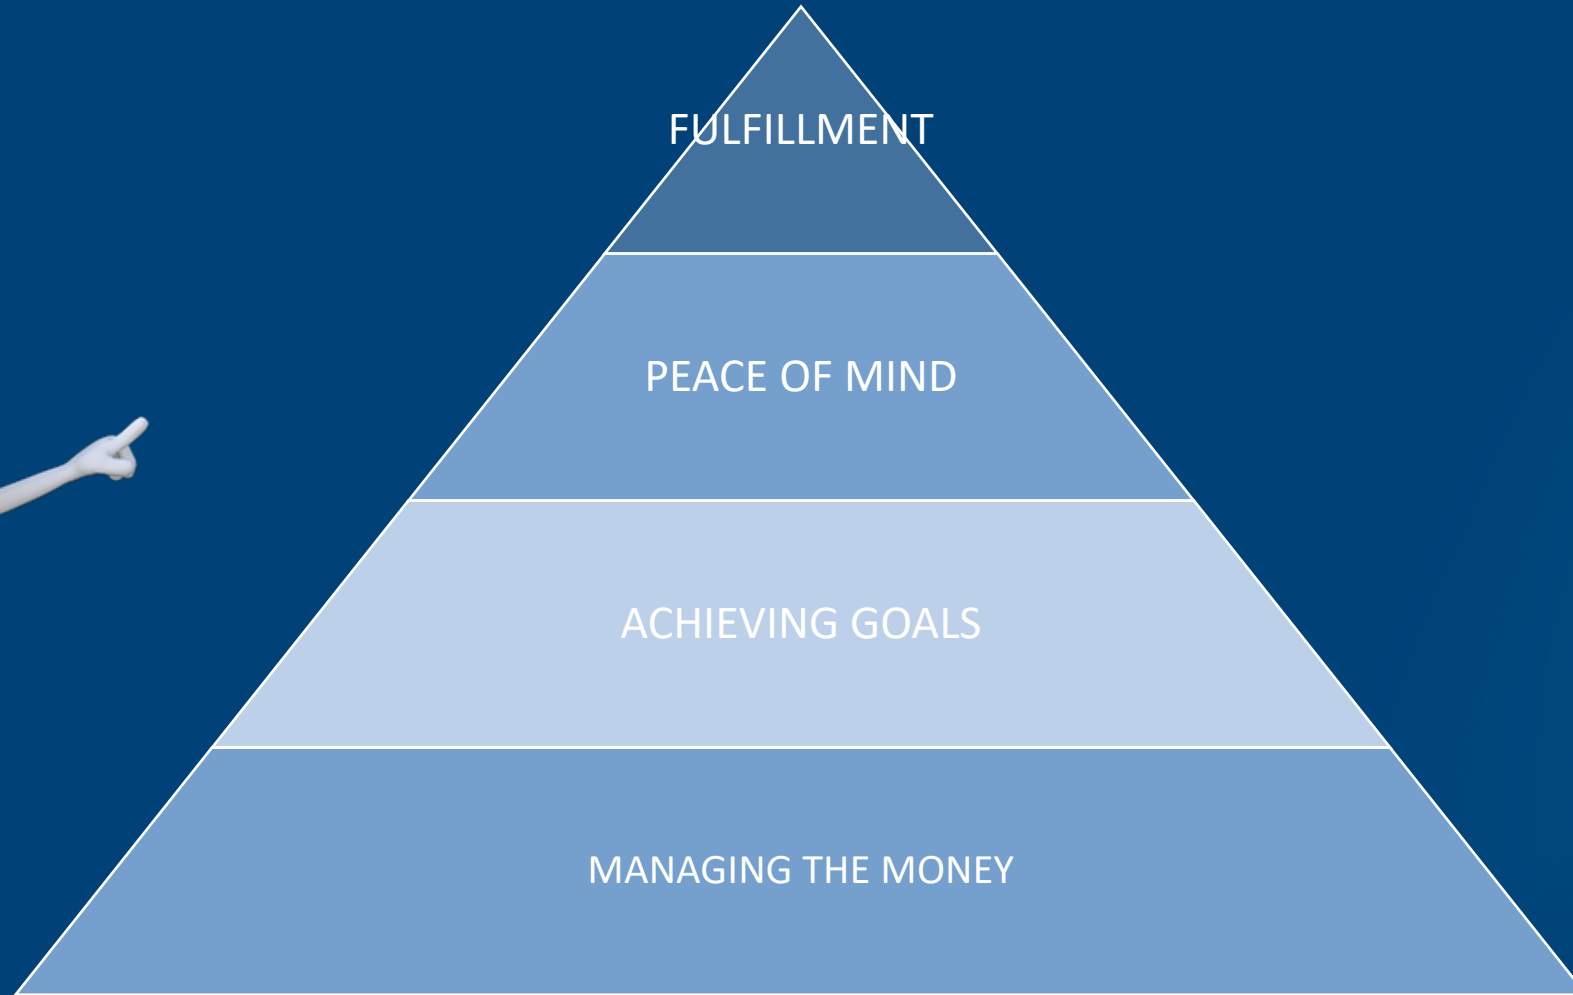 FULFILLMENT
PEACE OF MIND
ACHIEVING GOALS
MANAGING THE MONEY